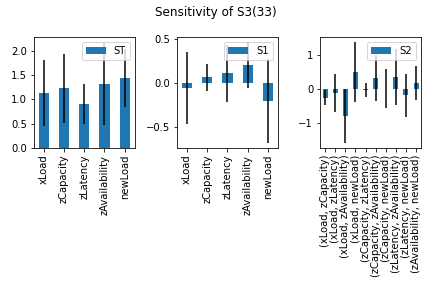 Sensitivity of S3(33)
ST
2.0
1.5
1.0
0.5
0.0
xLoad
zCapacity
zLatency
zAvailability
newLoad
S1
0.5
0.0
−0.5
xLoad
zCapacity
zLatency
zAvailability
newLoad
S2
1
0
−1
(xLoad, zCapacity)
(xLoad, zLatency)
(xLoad, zAvailability)
(xLoad, newLoad)
(zCapacity, zLatency)
(zCapacity, zAvailability)
(zCapacity, newLoad)
(zLatency, zAvailability)
(zLatency, newLoad)
(zAvailability, newLoad)